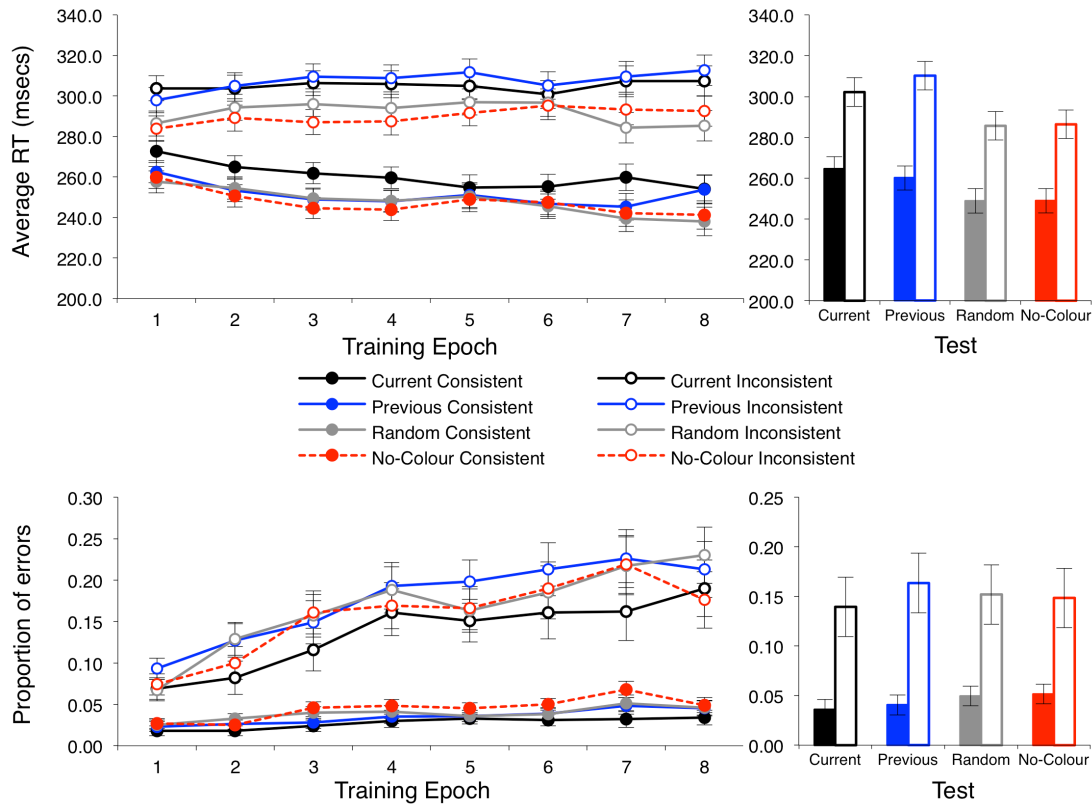 Average RT (msecs)
340.0
320.0
300.0
280.0
260.0
240.0
220.0
200.0
1 2 3 4 5 6 7 8
Training Epoch
340.0
320.0
300.0
280.0
260.0
240.0
220.0
200.0
Current Previous Random No-Colour
Test
Current Consistent
Previous Consistent
Random Consistent
No-Colour Consistent
Current Inconsistent
Previous Inconsistent
Random Inconsistent
No-Colour Inconsistent
Proportion of errors
0.30
0.25
0.20
0.15
0.10
0.05
0.00
1 2 3 4 5 6 7 8
Training Epoch
0.25
0.20
0.15
0.10
0.05
0.00
Current Previous Random No-Colour
Test